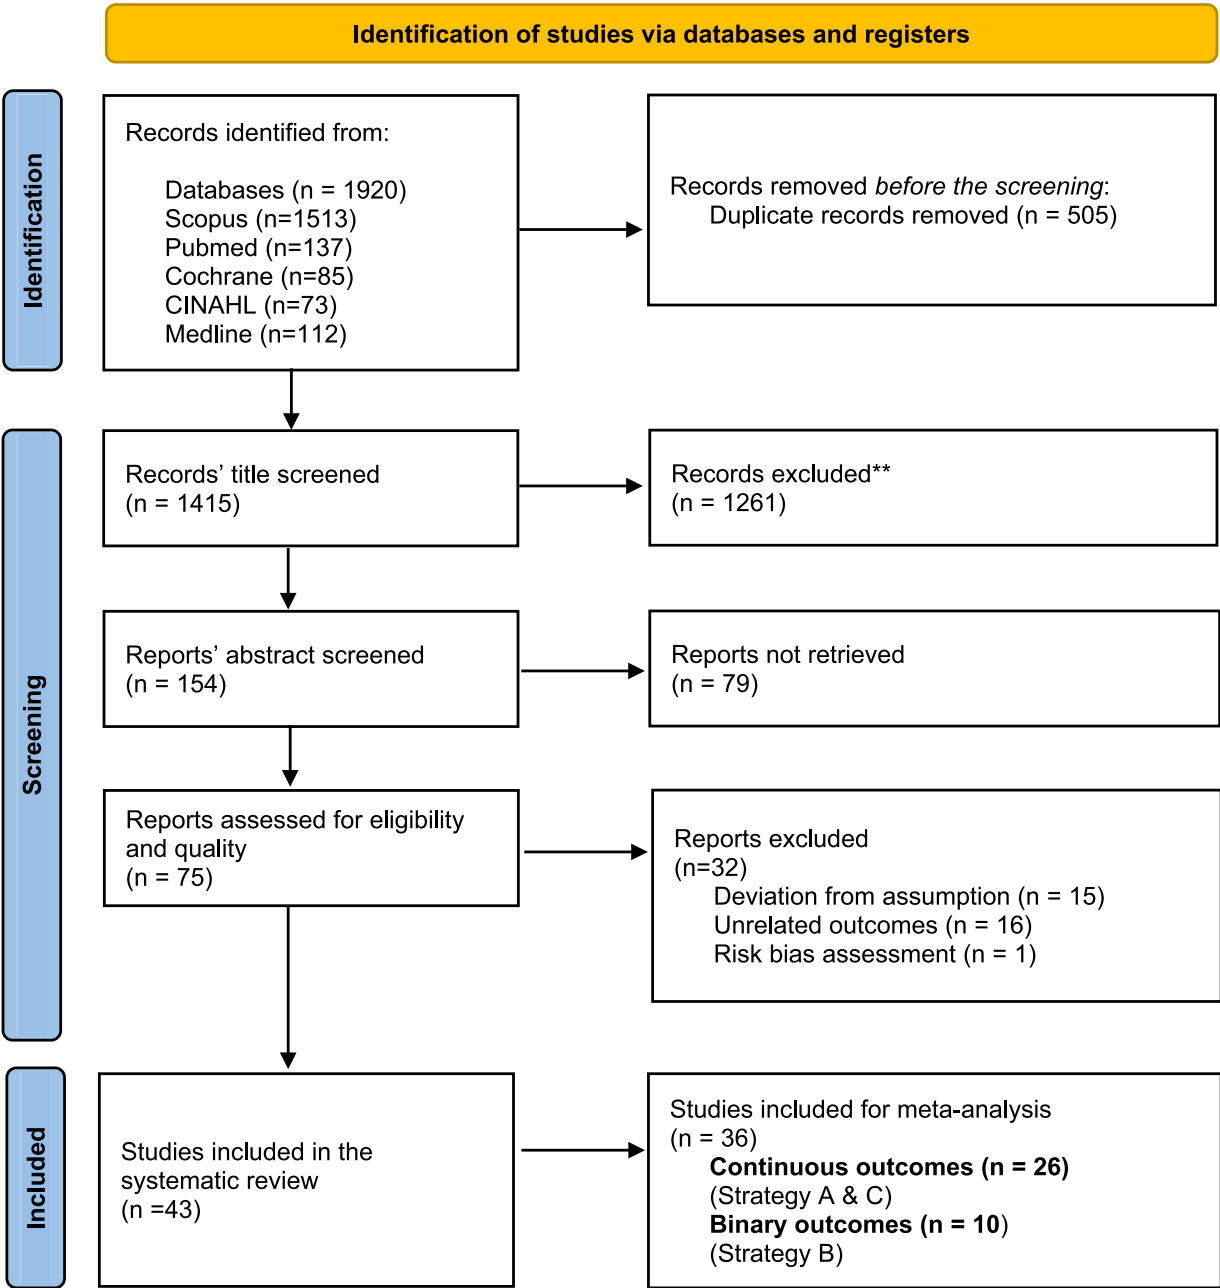 Identification of studies via databases and registers
Identification
Records identified from:
Databases (n = 1920)
Scopus (n=1513)
Pubmed (n=137)
Cochrane (n=85)
CINAHL (n=73)
Medline (n=112)
Records removed before the screening:
Duplicate records removed (n = 505)
Screening
Records’ title screened
(n = 1415)
Records excluded**
(n = 1261)
Reports’ abstract screened
(n = 154)
Reports not retrieved
(n = 79)
Reports assessed for eligibility
and quality
(n = 75)
Reports excluded
(n=32)
Deviation from assumption (n = 15)
Unrelated outcomes (n = 16)
Risk bias assessment (n = 1)
Included
Studies included in the
systematic review
(n =43)
Studies included for meta-analysis
(n = 36)
Continuous outcomes (n = 26)
(Strategy A & C)
Binary outcomes (n = 10)
(Strategy B)